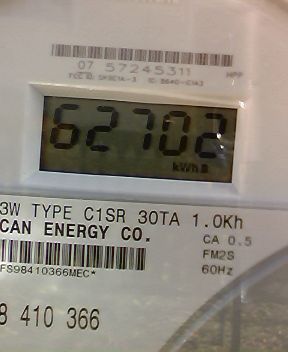 07 57245311 HPP
62702
kWh
3W TYPE C1SR 30TA 1.0Kh
CAN ENERGY CO.
CA 0.5
FM2S
FS98410366MEC*
60Hz
8 410 366